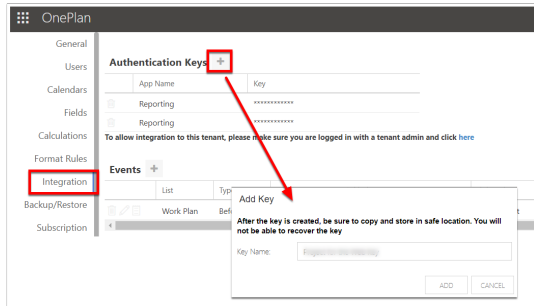 OnePlan
General
Users
Calendars
Fields
Calculations
Format Rules
Integration
Backup/Restore
Subscription
Authentication Keys +
App Name Key
Reporting ************
Reporting ************
To allow integration to this tenant, please make sure you are logged in with a tenant admin and click here
Events +
List
Work Plan
Add Key
After the key is created, be sure to copy and store in safe location. You will
not be able to recover the key
Key Name:
ADD CANCEL